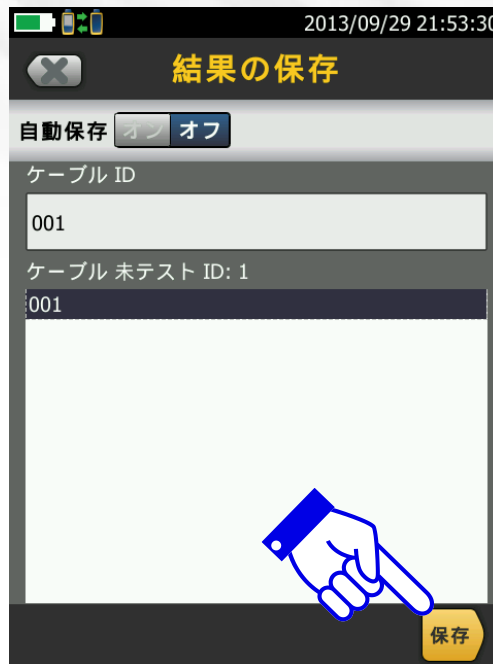 2013/09/29 21:53:30
結果の保存
自動保存 オン オフ
ケーブル ID
001
ケーブル 未テスト ID: 1
001
保存